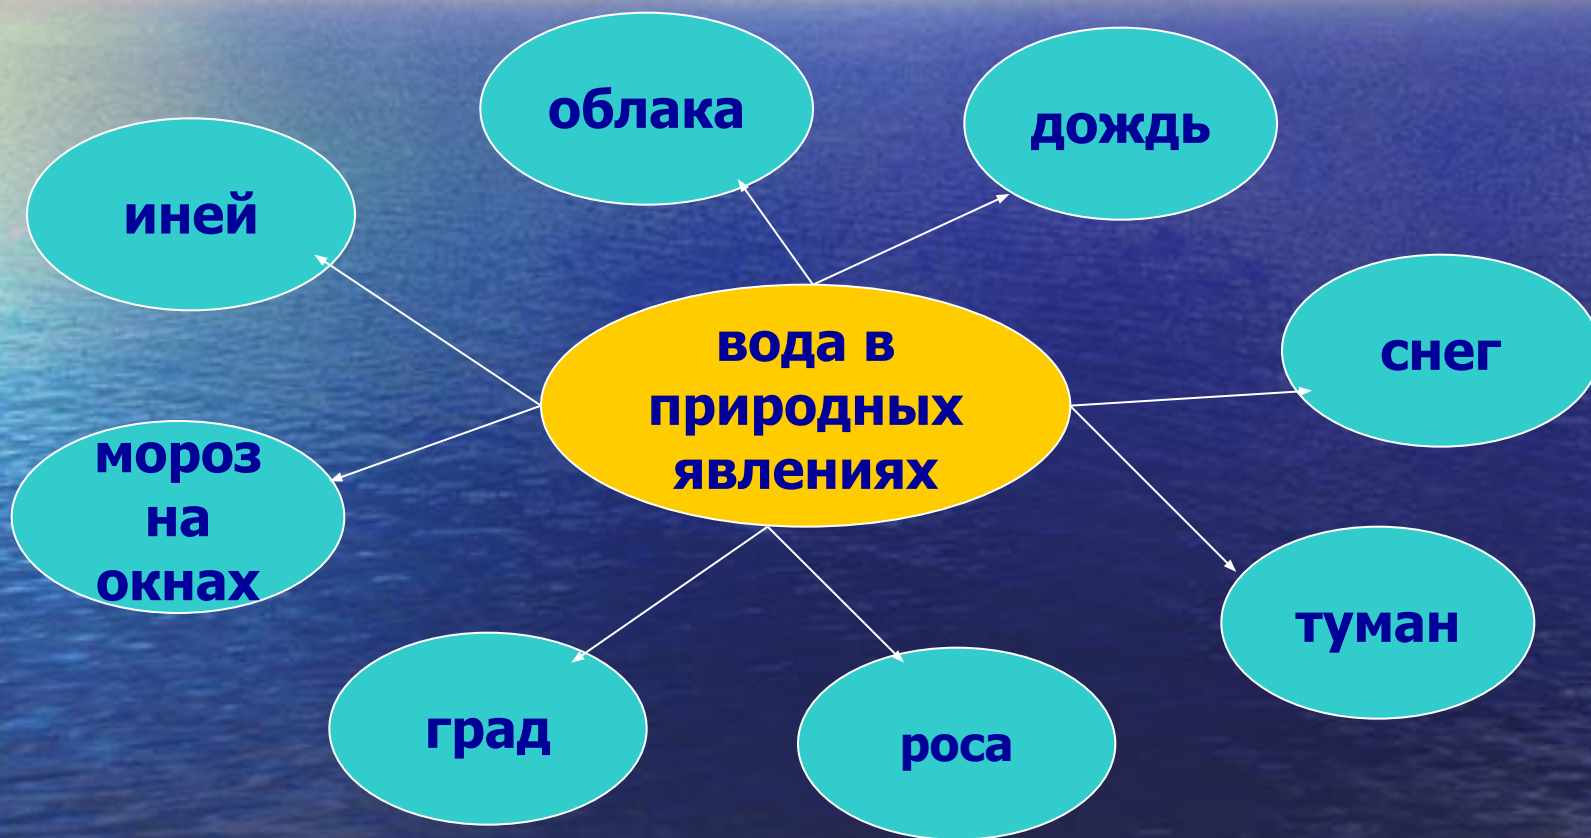 облака
дождь
иней
снег
вода в
природных
явлениях
мороз
на
окнах
туман
град
роса